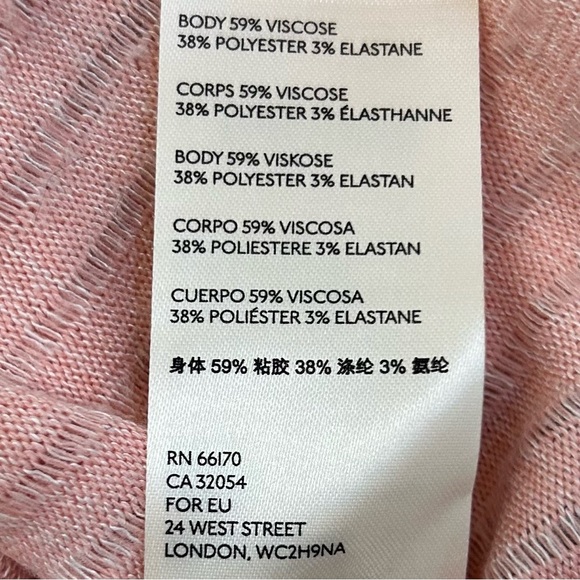 BODY 59% VISCOSE
38% POLYESTER 3% ELASTANE
CORPS 59% VISCOSE
38% POLYESTER 3% ÉLASTHANNE
BODY 59% VISKOSE
38% POLYESTER 3% ELASTAN
CORPO 59% VISCOSA
38% POLIESTERE 3% ELASTAN
CUERPO 59% VISCOSA
38% POLIÉSTER 3% ELASTANE
身体 59% 粘胶 38% 涤纶 3% 氨纶
RN 66170
CA 32054
FOR EU
24 WEST STREET
LONDON, WC2H9NA